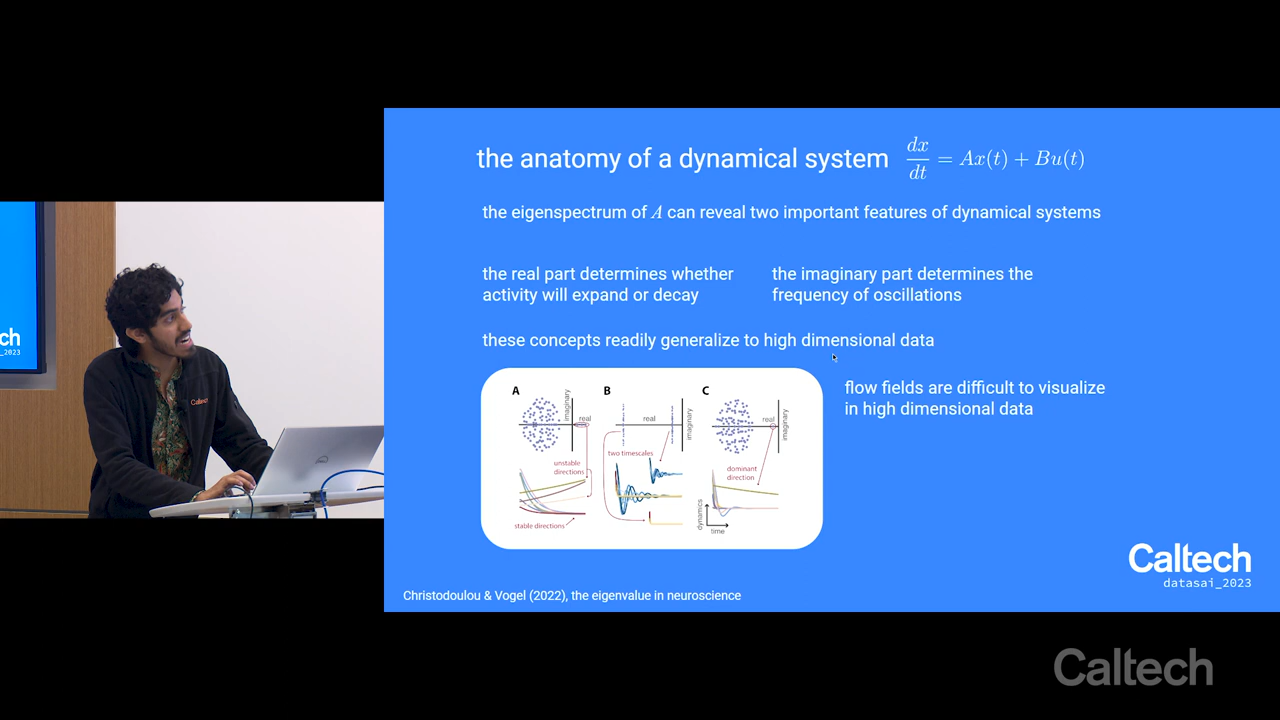 the anatomy of a dynamical system dx/dt = Ax(t) + Bu(t)
the eigenspectrum of A can reveal two important features of dynamical systems
the real part determines whether
activity will expand or decay
the imaginary part determines the
frequency of oscillations
these concepts readily generalize to high dimensional data
A
imaginary
real
unstable
directions
stable directions
B
real
imaginary
two timescales
C
real
imaginary
dominant
direction
dynamics
time
flow fields are difficult to visualize
in high dimensional data
Caltech
datasai_2023
Christodoulou & Vogel (2022), the eigenvalue in neuroscience
ch
_2023
Caltech
Caltech